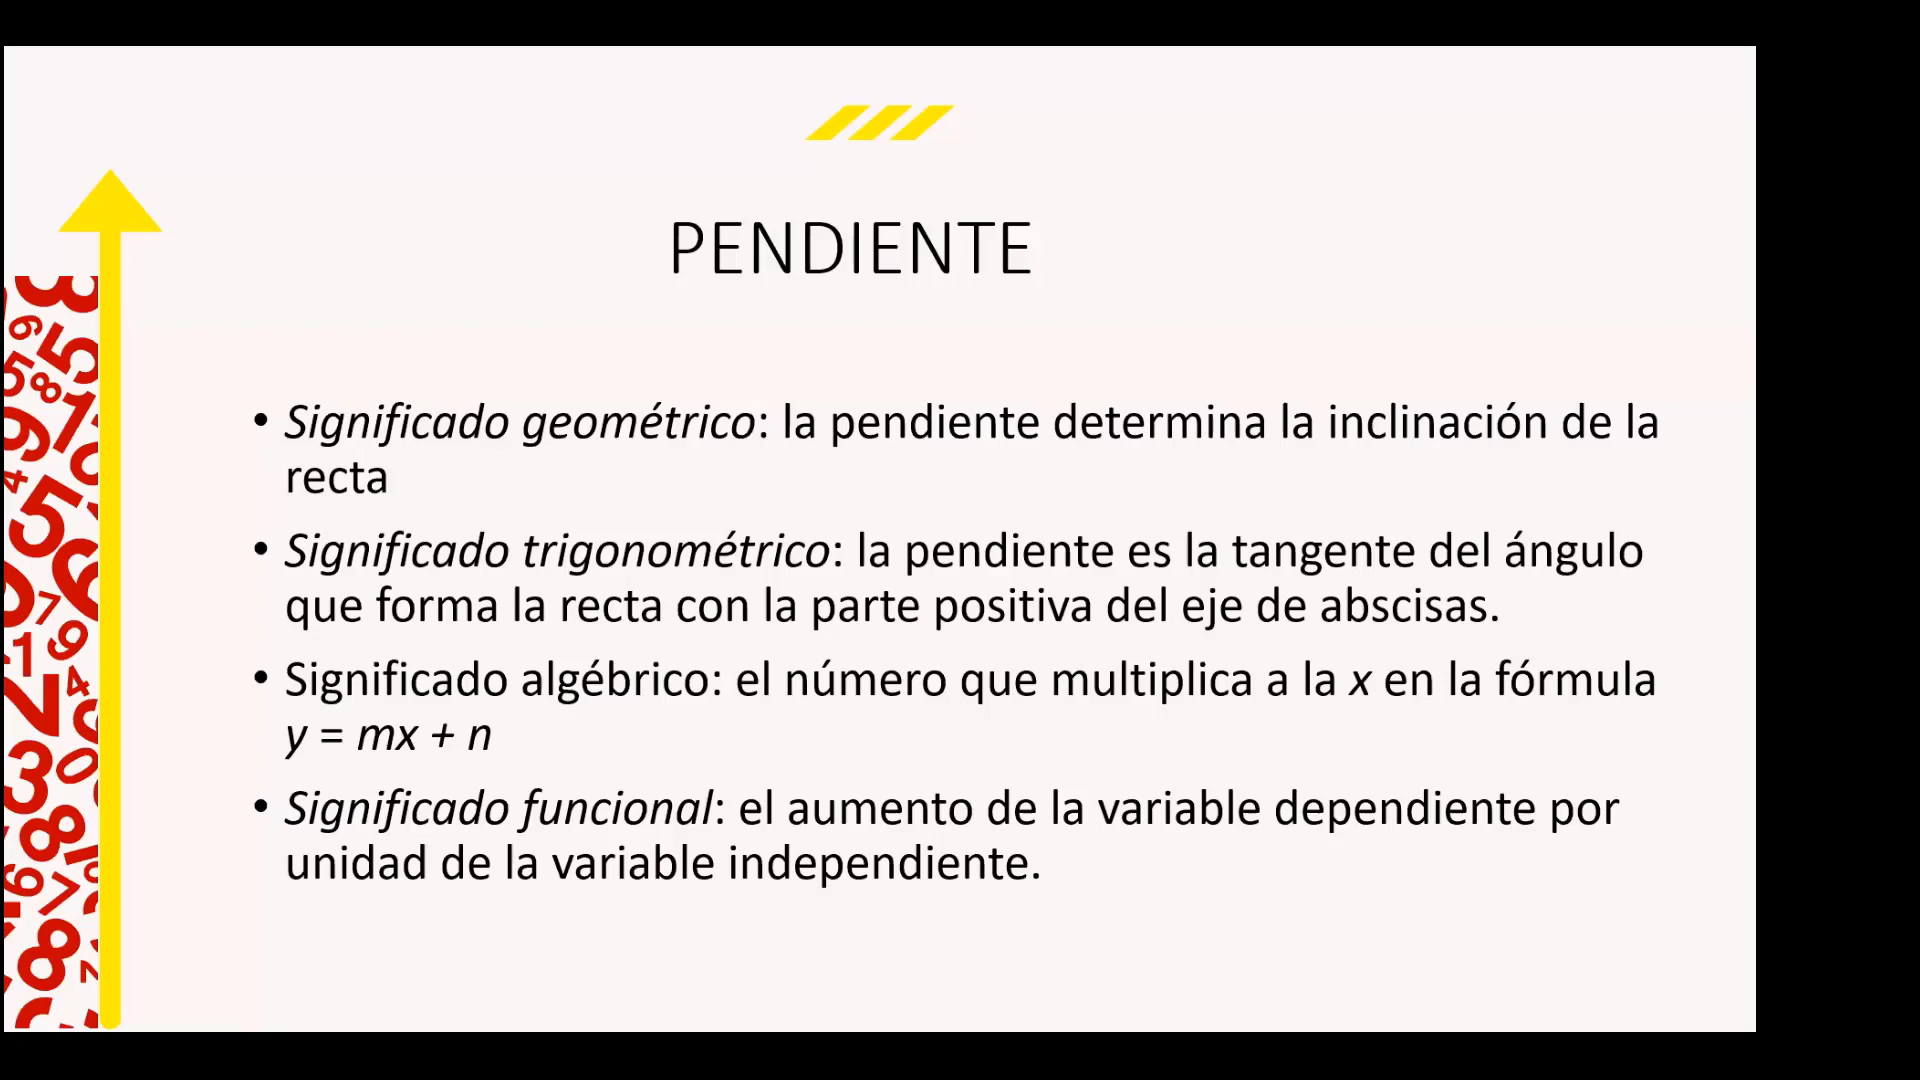 PENDIENTE
• Significado geométrico: la pendiente determina la inclinación de la
recta
• Significado trigonométrico: la pendiente es la tangente del ángulo
que forma la recta con la parte positiva del eje de abscisas.
• Significado algébrico: el número que multiplica a la x en la fórmula
y = mx + n
• Significado funcional: el aumento de la variable dependiente por
unidad de la variable independiente.